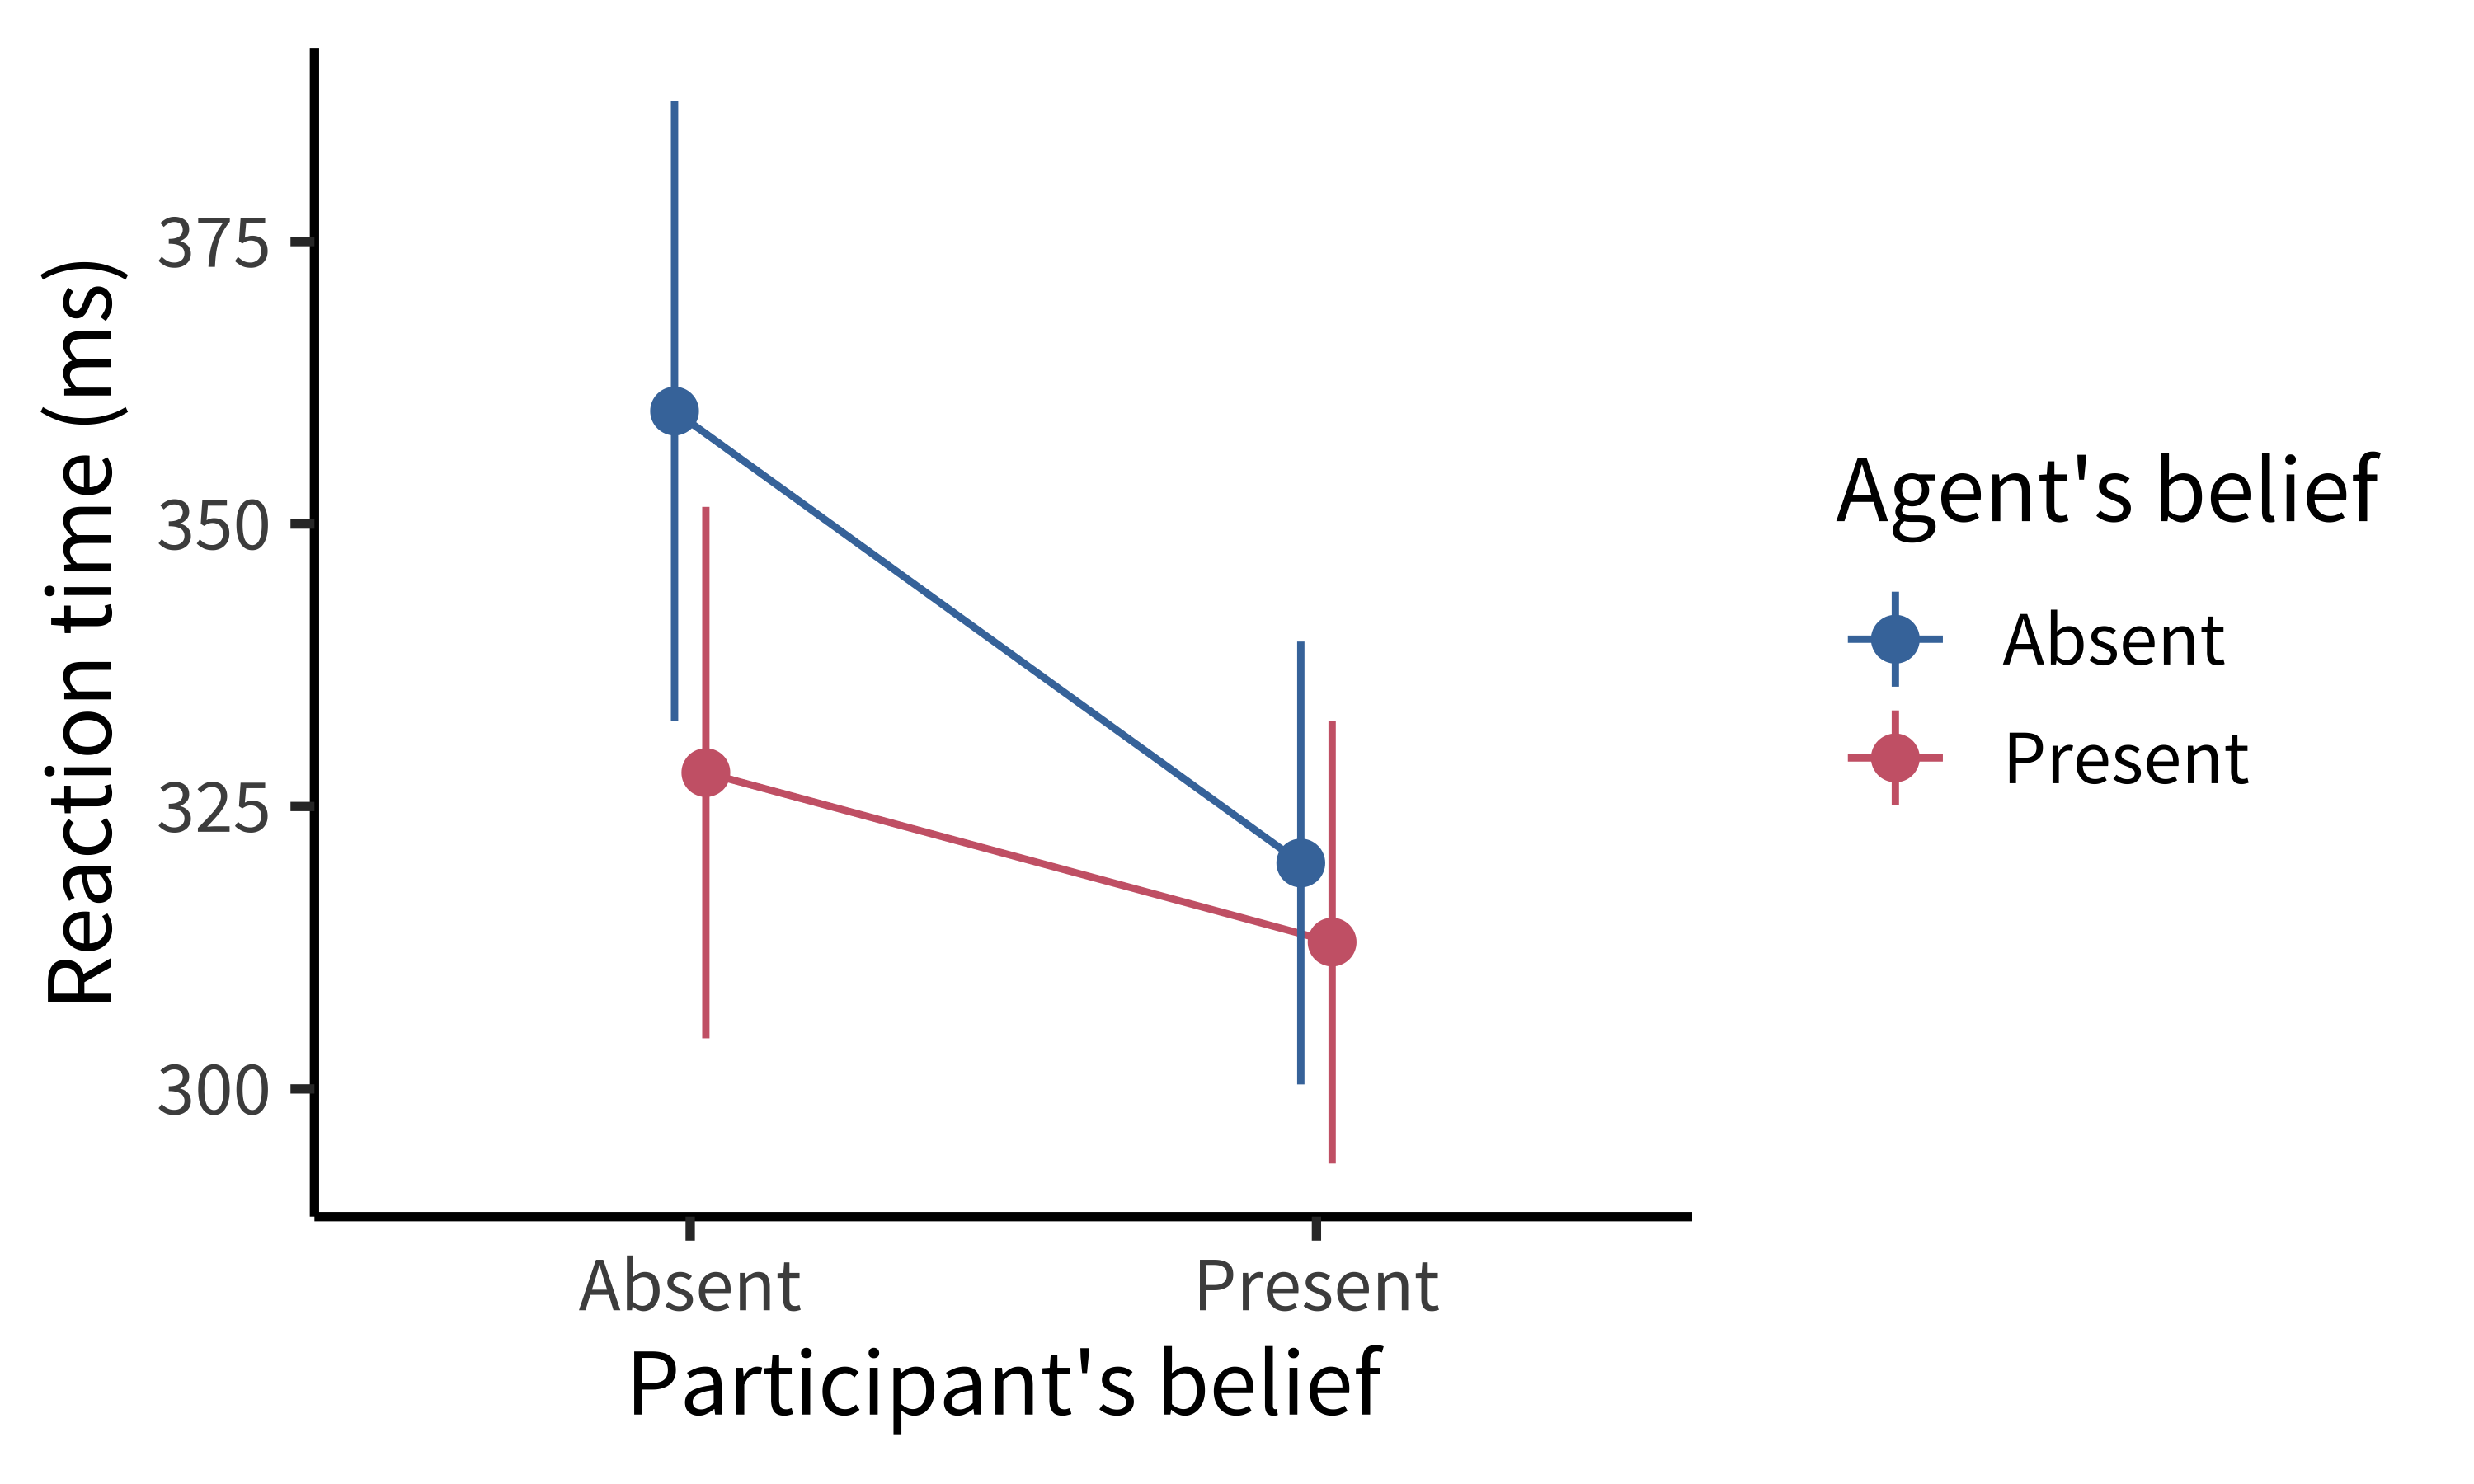 Reaction time (ms)
375
350
325
300
Absent
Present
Participant's belief
Agent's belief
Absent
Present